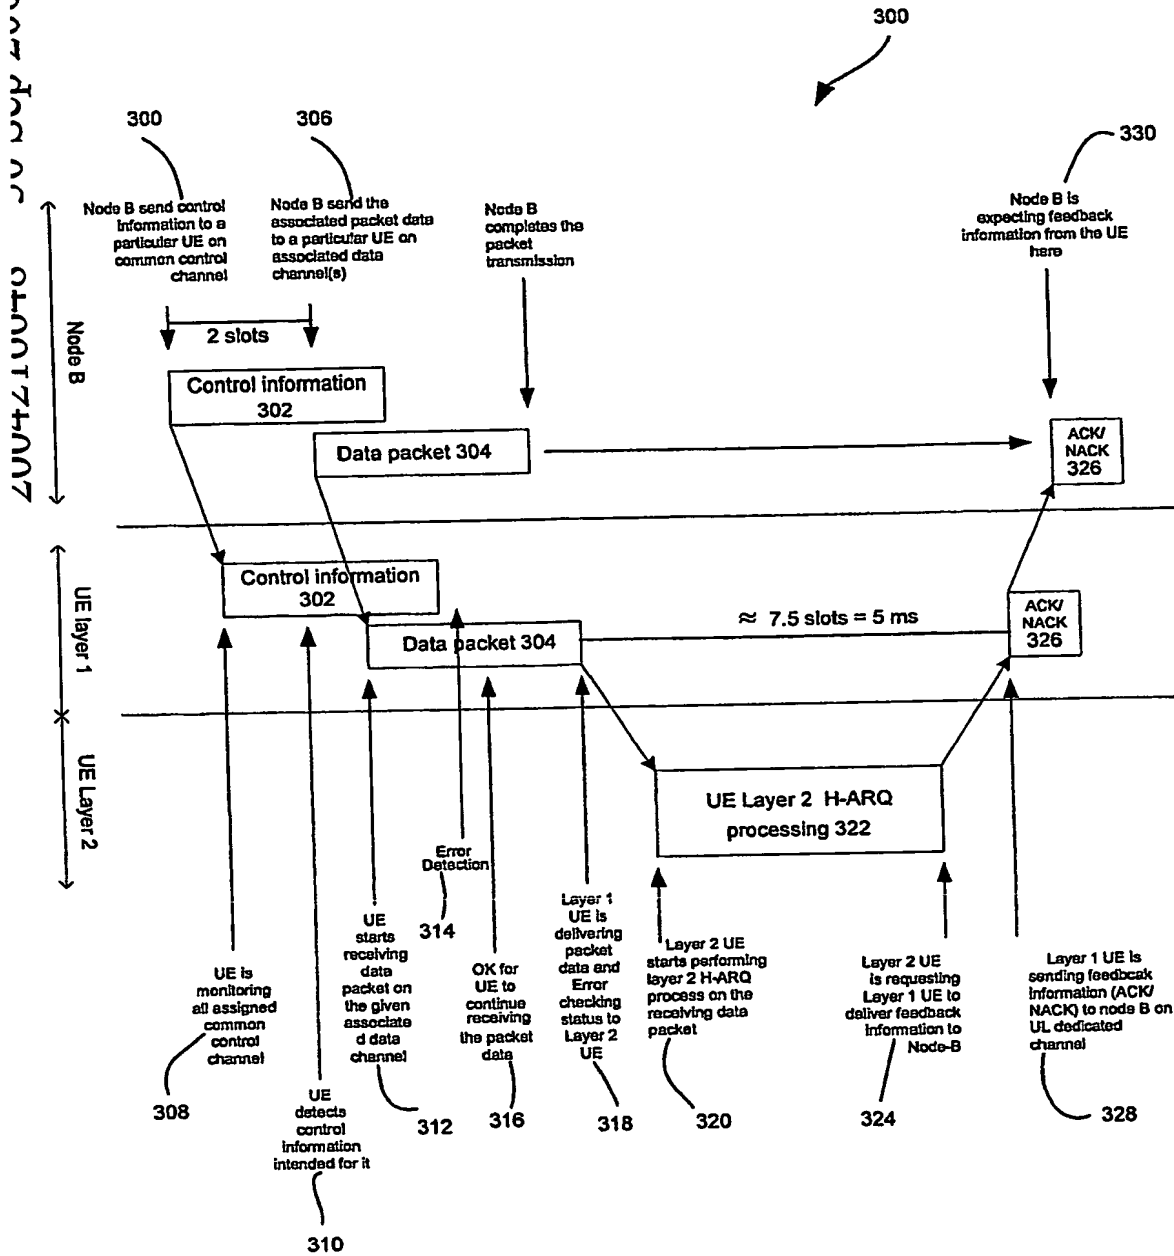 300
300
306
330
Node B send control
information to a
particular UE on
common control
channel
Node B send the
associated packet data
to a particular UE on
associated data
channel(s)
Node B
completes the
packet
transmission
Node B is
expecting feedback
information from the UE
here
2 slots
Node B
Control information
302
Data packet 304
ACK/
NACK
326
UE layer 1
Control information
302
Data packet 304
≈ 7.5 slots = 5 ms
ACK/
NACK
326
UE Layer 2
UE Layer 2 H-ARQ
processing 322
Error
Detection
314
UE is
monitoring
all assigned
common
control
channel
308
UE
detects
control
information
intended for it
310
UE
starts
receiving
data
packet on
the given
associate
d data
channel
312
OK for
UE to
continue
receiving
the packet
data
316
Layer 1
UE is
delivering
packet
data and
Error
checking
status to
Layer 2
UE
318
Layer 2 UE
starts performing
layer 2 H-ARQ
process on the
receiving data
packet
320
Layer 2 UE
is requesting
Layer 1 UE to
deliver feedback
information to
Node-B
324
Layer 1 UE is
sending feedbcak
information (ACK/
NACK) to node B on
UL dedicated
channel
328